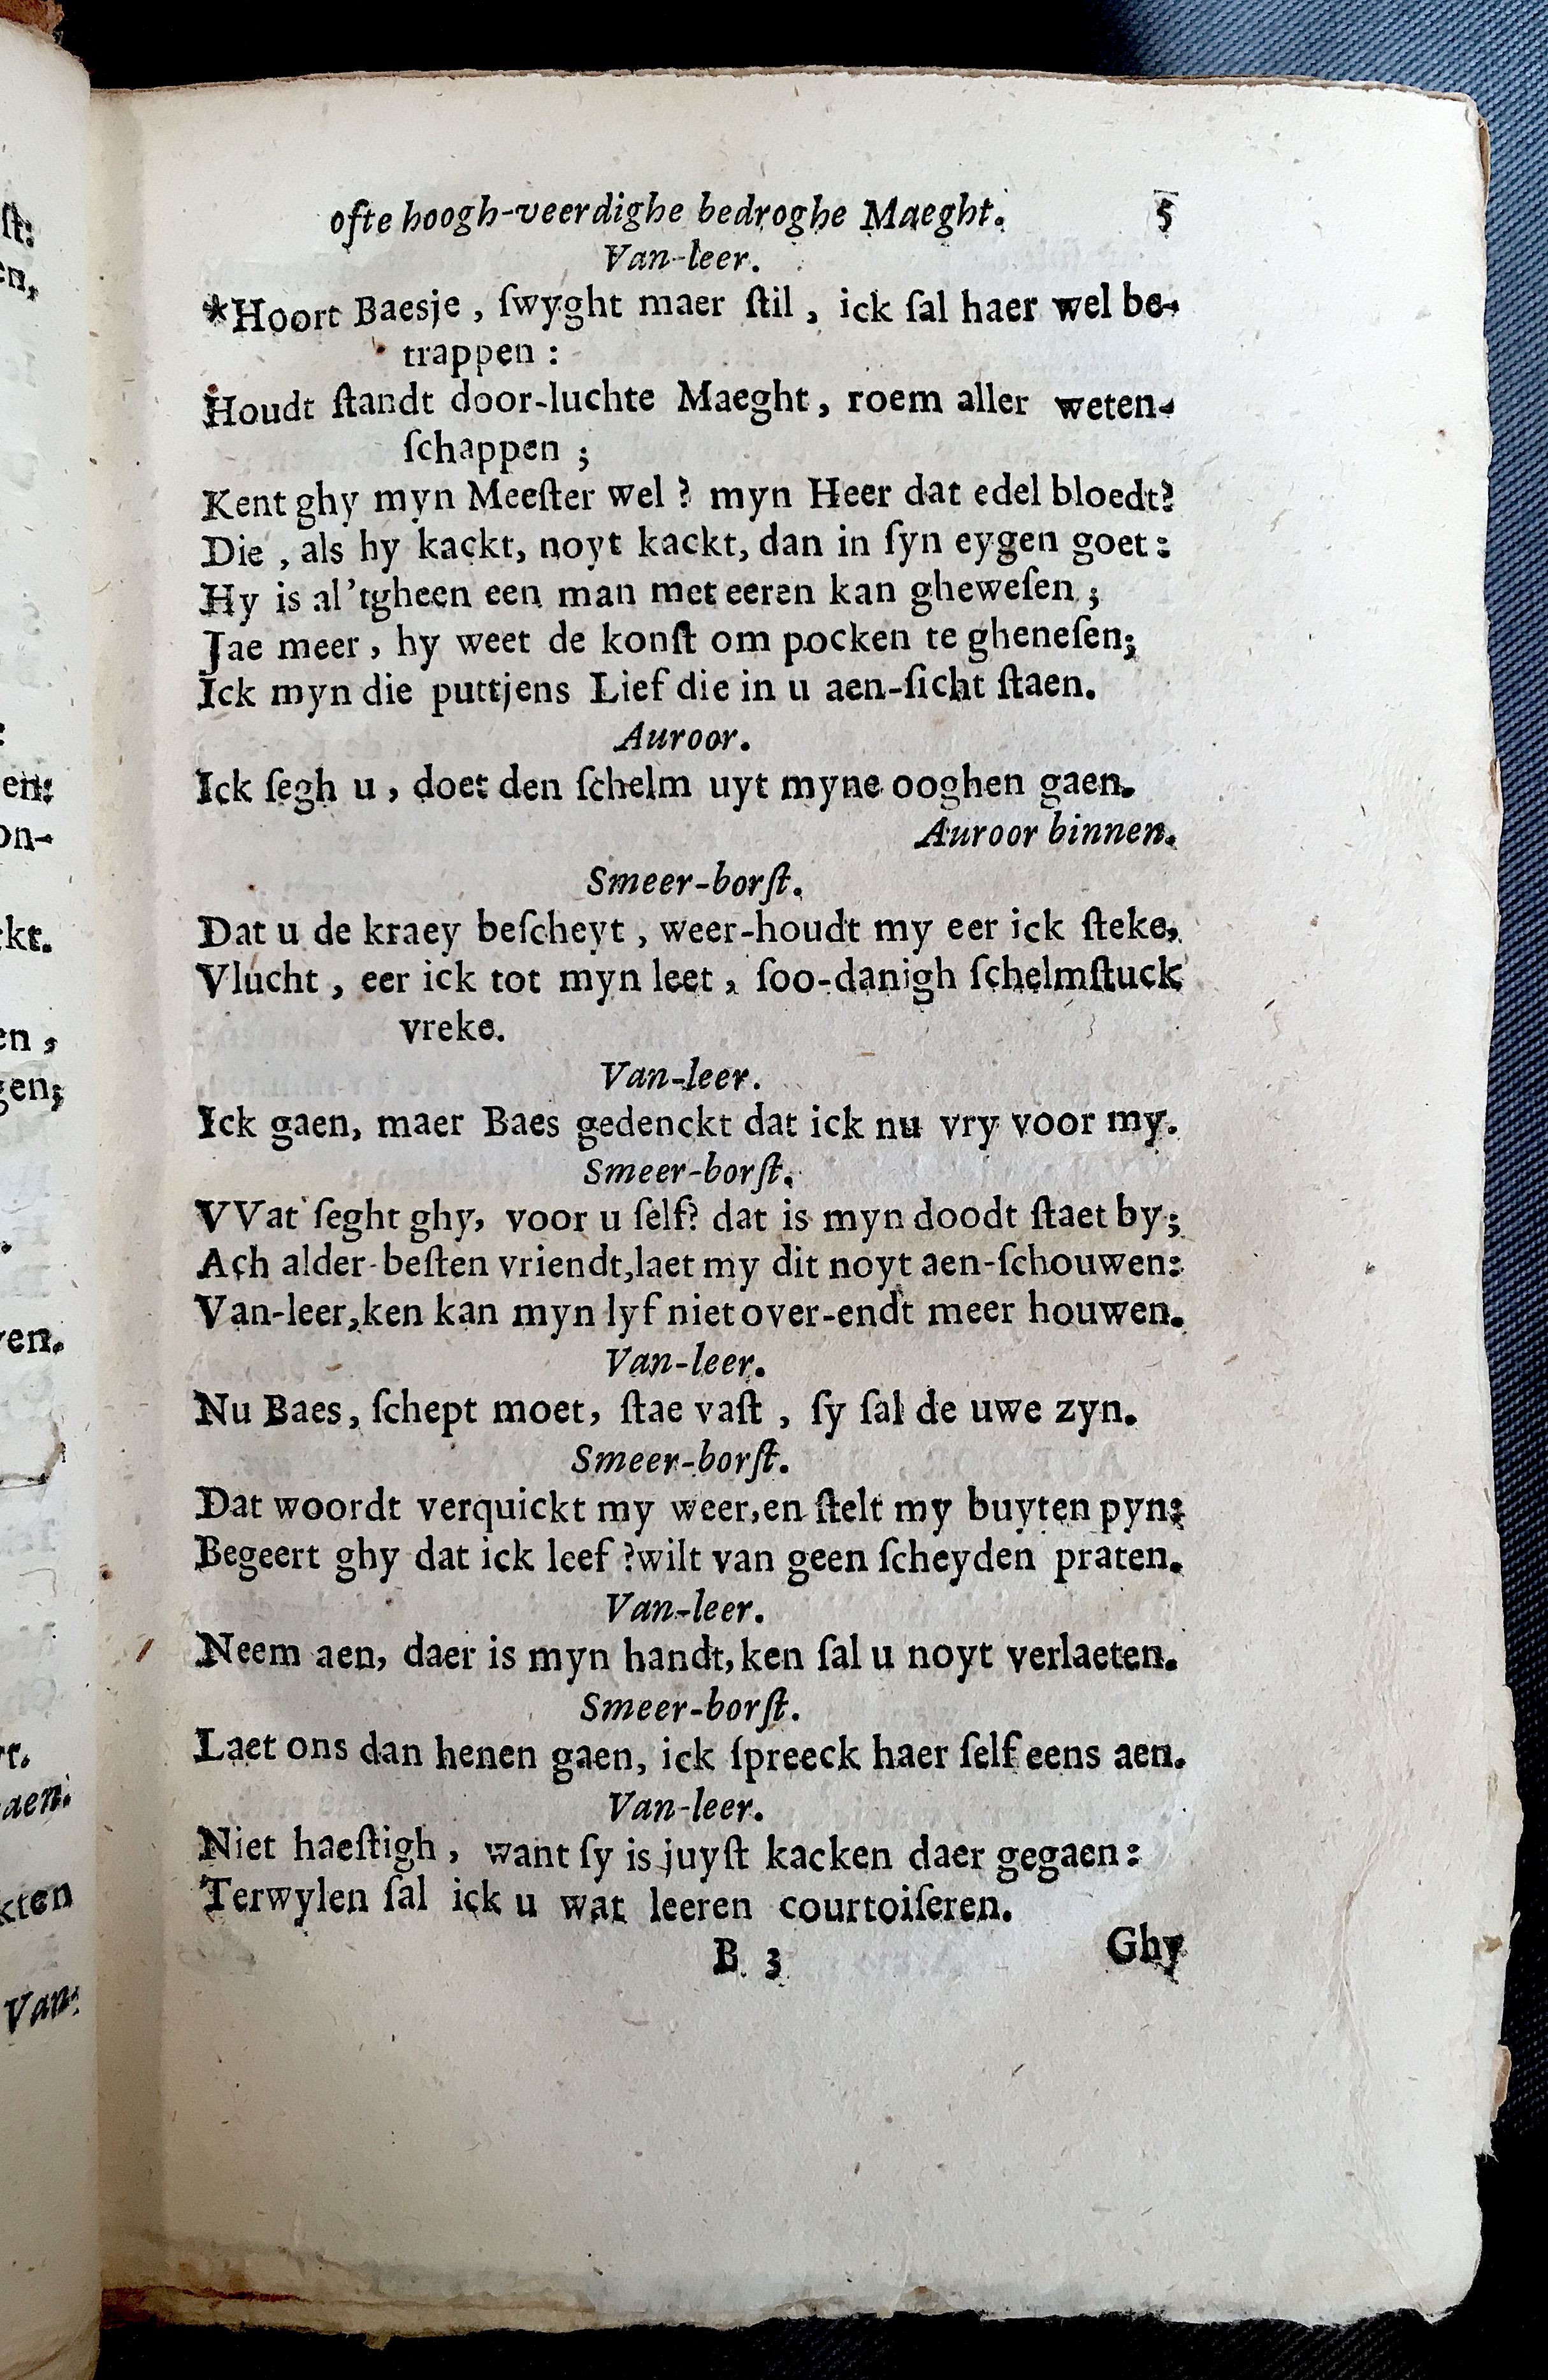 ofte hoogh-veerdighe bedroghe Maeght. 5
Van-leer.
*Hoort Baesje, ſwyght maer ſtil, ick ſal haer wel be-
trappen:
Houdt ſtandt door-luchte Maeght, roem aller weten-
ſchappen;
Kent ghy myn Meeſter wel? myn Heer dat edel bloedt?
Die, als hy kackt, noyt kackt, dan in ſyn eygen goet:
Hy is al'tgheen een man met eeren kan gheweſen;
Jae meer, hy weet de konſt om pocken te gheneſen;
Ick myn die puttjens Lief die in u aen-ſicht ſtaen.
Auroor.
Ick ſegh u, doet den ſchelm uyt myne ooghen gaen.
Auroor binnen.
Smeer-borſt.
Dat u de kraey beſcheyt, weer-houdt my eer ick ſteke,
Vlucht, eer ick tot myn leet, ſoo-danigh ſchelmſtuck
vreke.
Van-leer.
Ick gaen, maer Baes gedenckt dat ick nu vry voor my.
Smeer-borſt.
VVat ſeght ghy, voor u ſelf? dat is myn doodt ſtaet by;
Ach alder-beſten vriendt, laet my dit noyt aen-ſchouwen:
Van-leer, ken kan myn lyf niet over-endt meer houwen.
Van-leer.
Nu Baes, ſchept moet, ſtae vaſt, ſy ſal de uwe zyn.
Smeer-borſt.
Dat woordt verquickt my weer, en ſtelt my buyten pyn;
Begeert ghy dat ick leef? wilt van geen ſcheyden praten.
Van-leer.
Neem aen, daer is myn handt, ken ſal u noyt verlaeten.
Smeer-borſt.
Laet ons dan henen gaen, ick ſpreeck haer ſelf eens aen.
Van-leer.
Niet haeſtigh, want ſy is juyſt kacken daer gegaen:
Terwylen ſal ick u wat leeren courtoiſeren.
B 3 Ghy